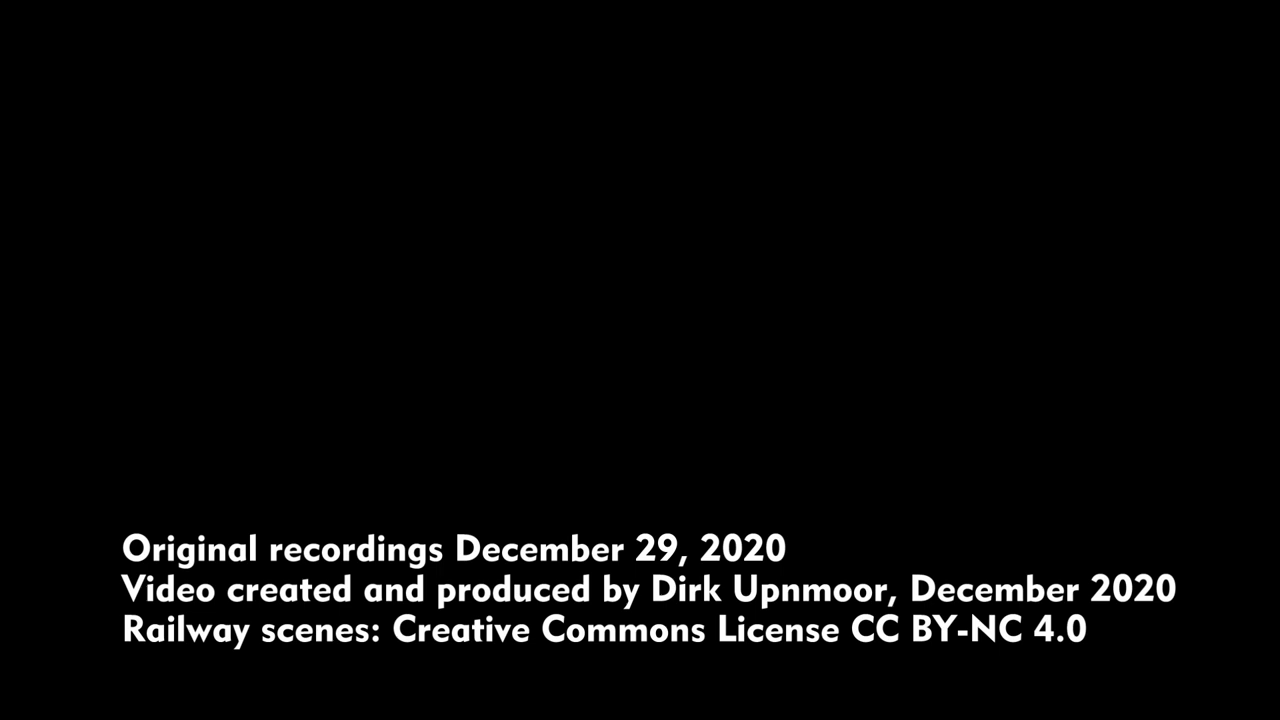 Original recordings December 29, 2020
Video created and produced by Dirk Upnmoor, December 2020
Railway scenes: Creative Commons License CC BY-NC 4.0